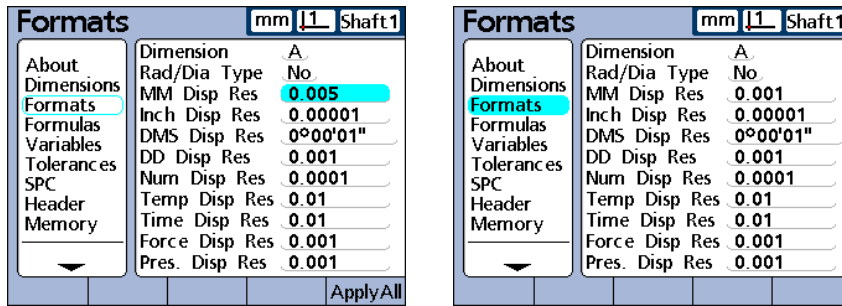 Formats mm 1 Shaft1
About
Dimensions
Formats
Formulas
Variables
Tolerances
SPC
Header
Memory
Dimension A
Rad/Dia Type No
MM Disp Res 0.005
Inch Disp Res 0.00001
DMS Disp Res 0°00'01"
DD Disp Res 0.001
Num Disp Res 0.0001
Temp Disp Res 0.01
Time Disp Res 0.01
Force Disp Res 0.001
Pres. Disp Res 0.001
ApplyAll
Formats mm 1 Shaft1
About
Dimensions
Formats
Formulas
Variables
Tolerances
SPC
Header
Memory
Dimension A
Rad/Dia Type No
MM Disp Res 0.001
Inch Disp Res 0.00001
DMS Disp Res 0°00'01"
DD Disp Res 0.001
Num Disp Res 0.0001
Temp Disp Res 0.01
Time Disp Res 0.01
Force Disp Res 0.001
Pres. Disp Res 0.001